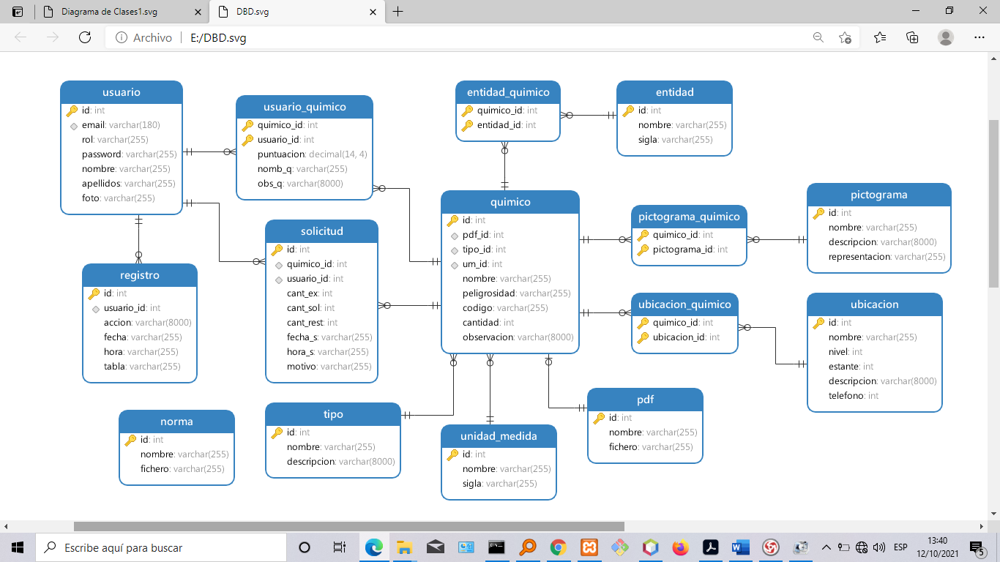 Diagrama de Clases1.svg
DBD.svg
Archivo
E:/DBD.svg
usuario
id: int
email: varchar(180)
rol: varchar(255)
password: varchar(255)
nombre: varchar(255)
apellidos: varchar(255)
foto: varchar(255)
usuario_quimico
quimico_id: int
usuario_id: int
puntuacion: decimal(14, 4)
nomb_q: varchar(255)
obs_q: varchar(8000)
entidad_quimico
quimico_id: int
entidad_id: int
entidad
id: int
nombre: varchar(255)
sigla: varchar(255)
quimico
id: int
pdf_id: int
tipo_id: int
um_id: int
nombre: varchar(255)
peligrosidad: varchar(255)
codigo: varchar(255)
cantidad: int
observacion: varchar(8000)
pictograma_quimico
quimico_id: int
pictograma_id: int
pictograma
id: int
nombre: varchar(255)
descripcion: varchar(8000)
representacion: varchar(255)
solicitud
id: int
quimico_id: int
usuario_id: int
cant_ex: int
cant_sol: int
cant_rest: int
fecha_s: varchar(255)
hora_s: varchar(255)
motivo: varchar(255)
registro
id: int
usuario_id: int
accion: varchar(8000)
fecha: varchar(255)
hora: varchar(255)
tabla: varchar(255)
ubicacion_quimico
quimico_id: int
ubicacion_id: int
ubicacion
id: int
nombre: varchar(255)
nivel: int
estante: int
descripcion: varchar(8000)
telefono: int
norma
id: int
nombre: varchar(255)
fichero: varchar(255)
tipo
id: int
nombre: varchar(255)
descripcion: varchar(8000)
unidad_medida
id: int
nombre: varchar(255)
sigla: varchar(255)
pdf
id: int
nombre: varchar(255)
fichero: varchar(255)
Escribe aquí para buscar
ESP
13:40
12/10/2021
5